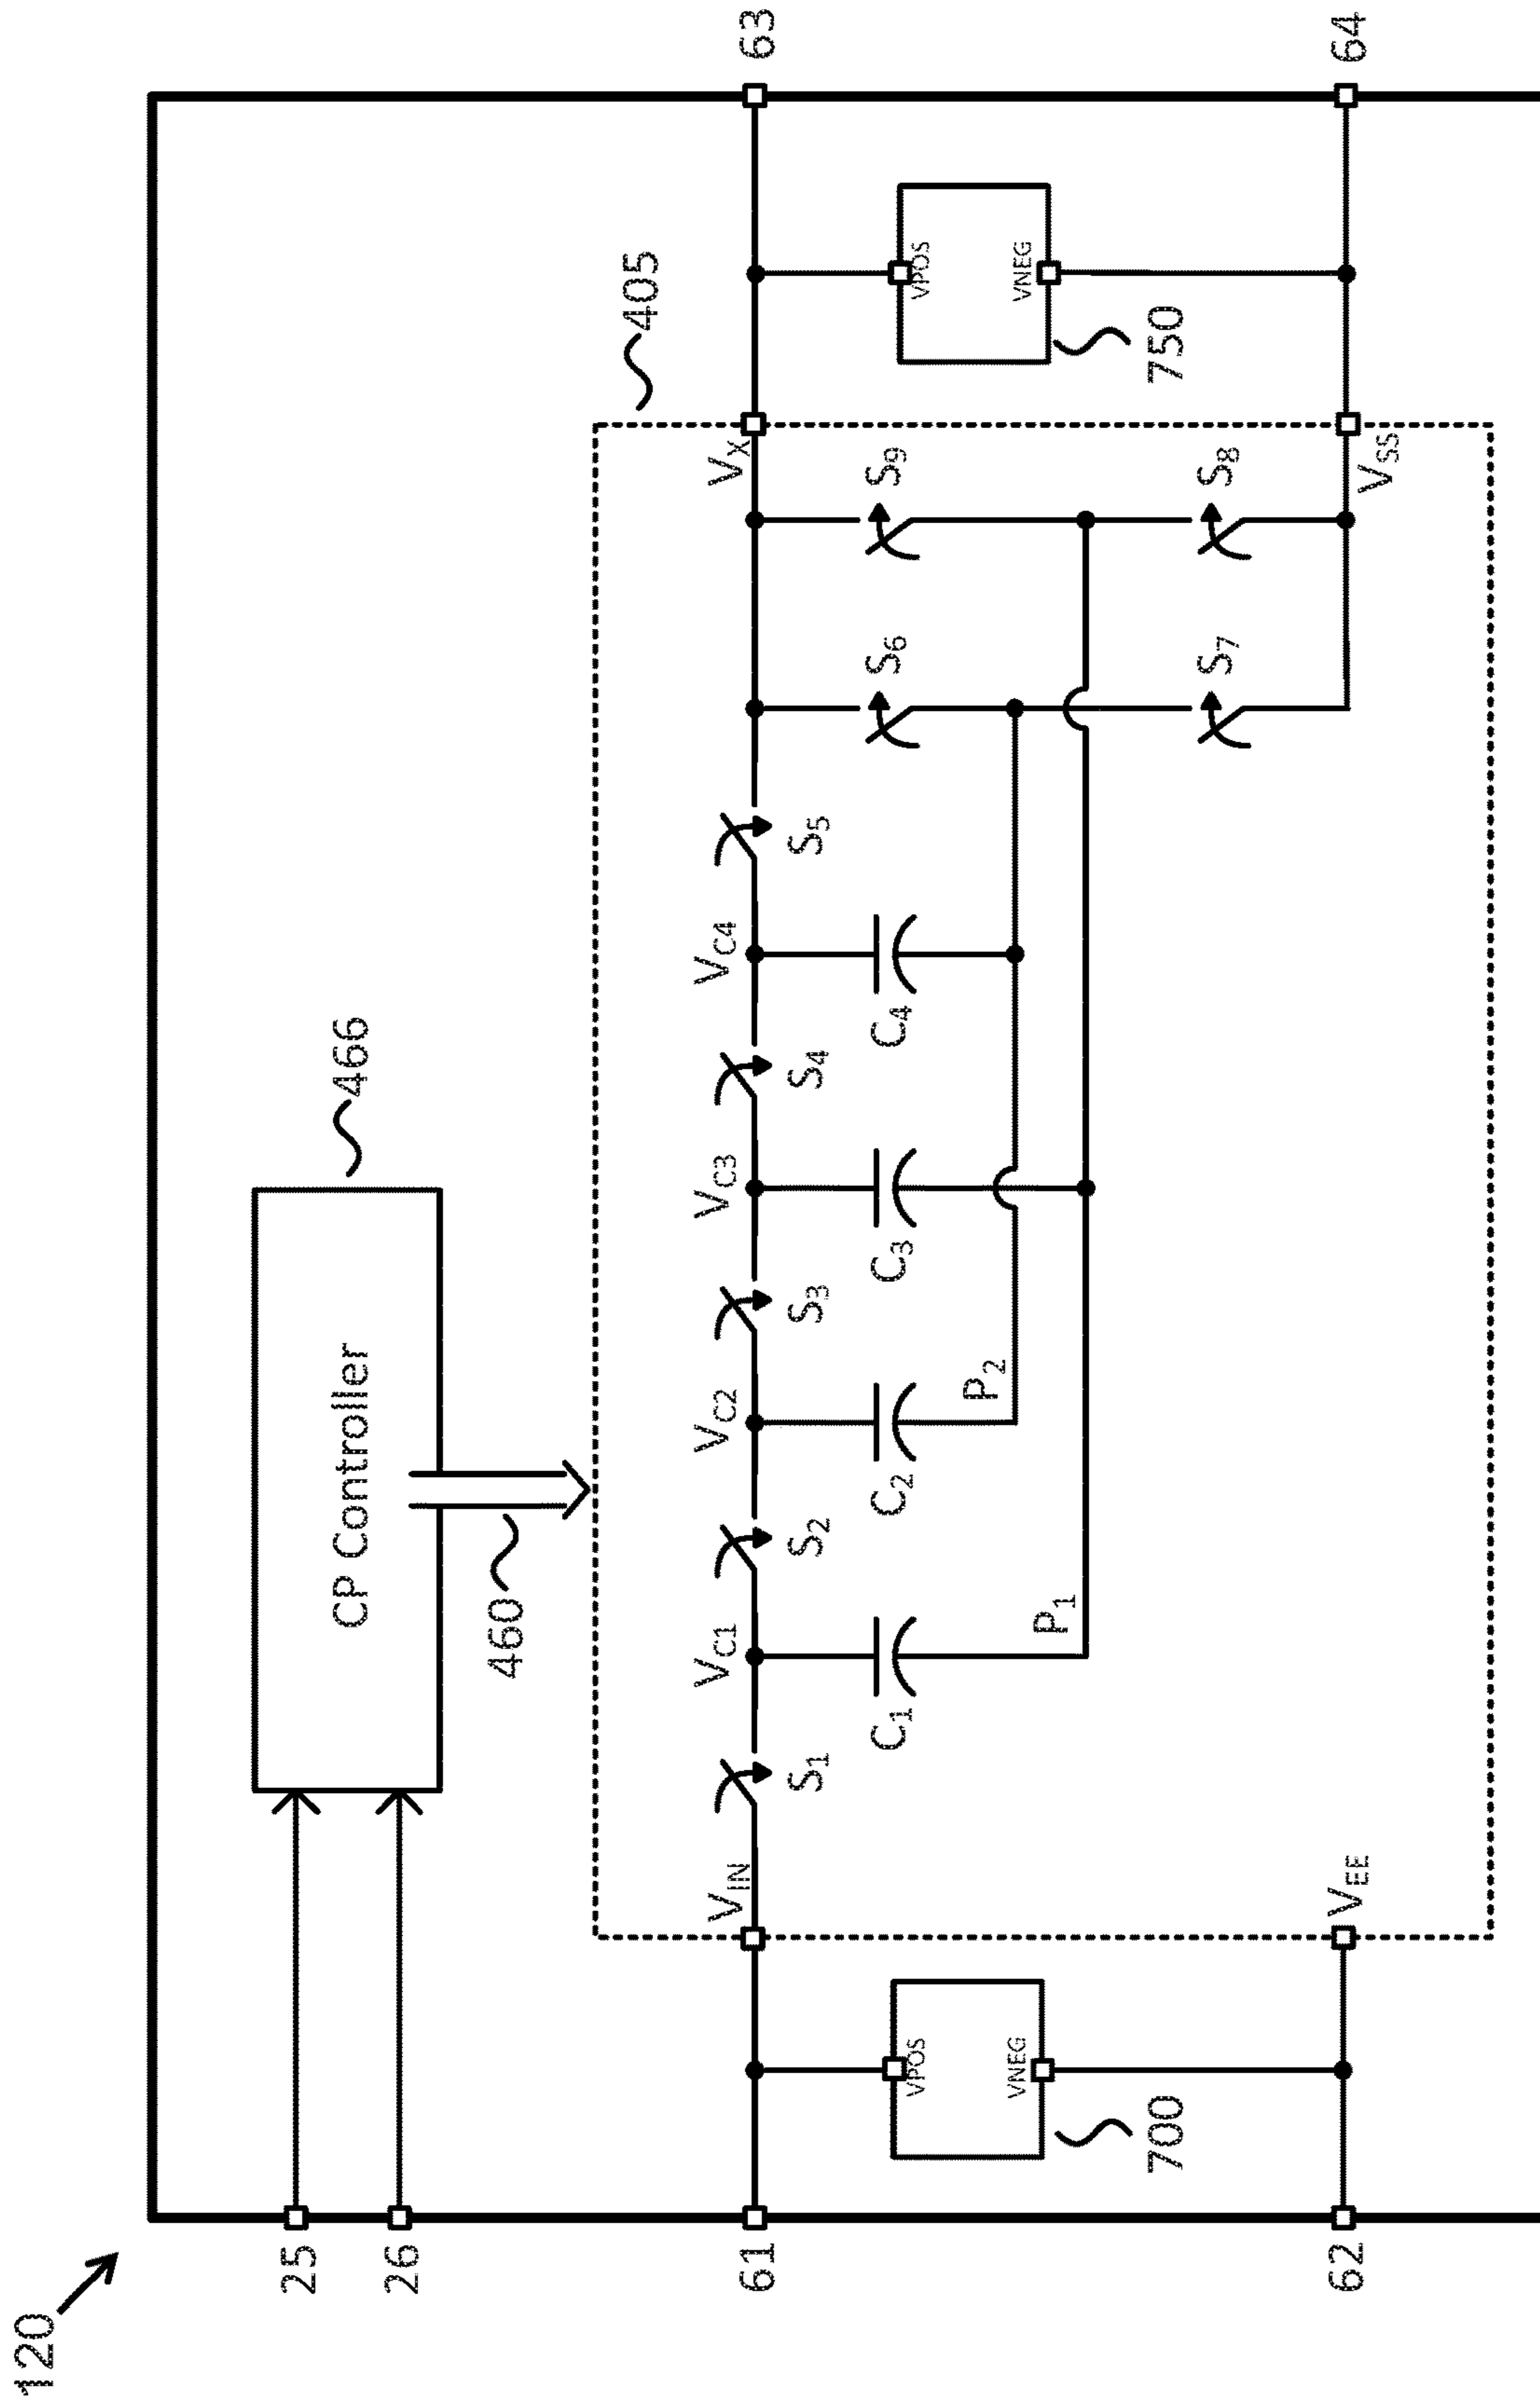 120
25
26
CP Controller
466
460
405
61
62
63
64
V_IN
V_C1
V_C2
V_C3
V_C4
V_X
S_1
S_2
S_3
S_4
S_5
C_1
C_2
C_3
C_4
S_6
S_9
P_2
P_1
S_7
S_8
V_EE
V_SS
VPOS
VNEG
700
VPOS
VNEG
750